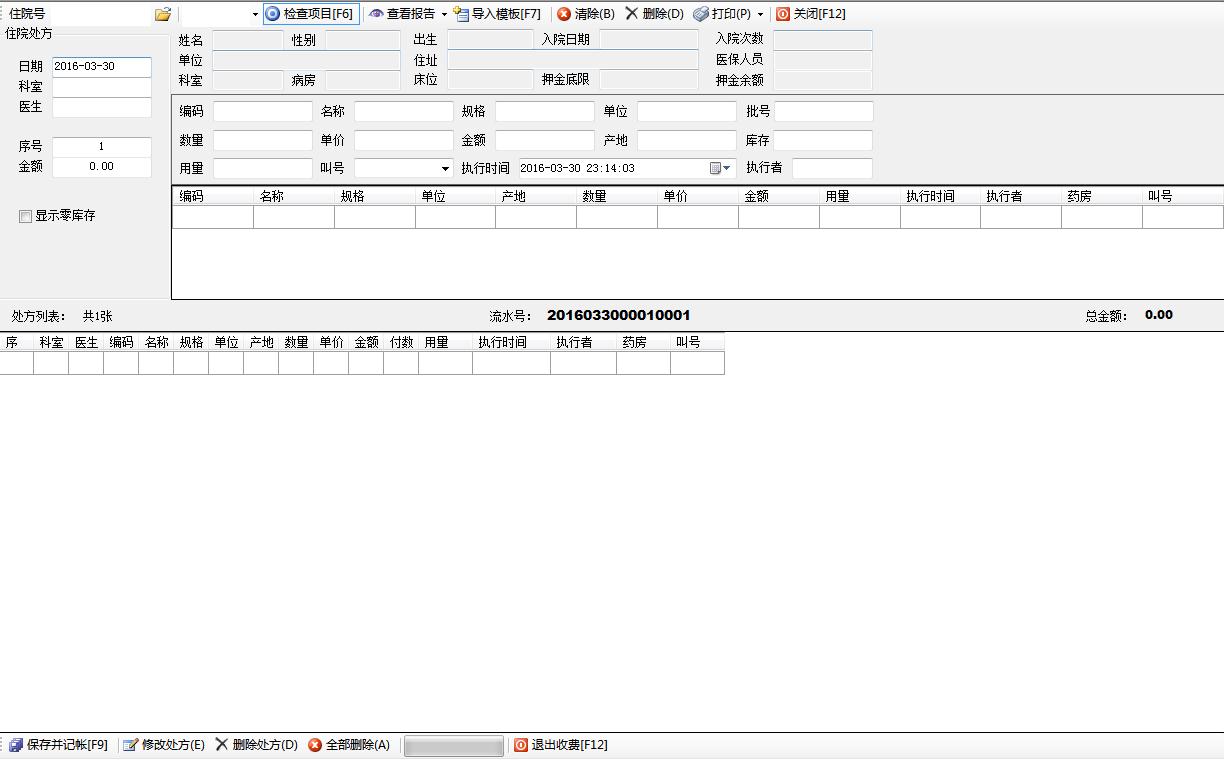 住院号 检查项目[F6] 查看报告 导入模板[F7] 清除(B) 删除(D) 打印(P) 关闭[F12]
住院处方
日期 2016-03-30
科室
医生
序号 1
金额 0.00
显示零库存
姓名 性别 出生 入院日期 入院次数
单位 住址 医保人员
科室 病房 床位 押金底限 押金余额
编码 名称 规格 单位 批号
数量 单价 金额 产地 库存
用量 叫号 执行时间 2016-03-30 23:14:03 执行者
编码 名称 规格 单位 产地 数量 单价 金额 用量 执行时间 执行者 药房 叫号
处方列表: 共1张 流水号: 2016033000010001 总金额: 0.00
序 科室 医生 编码 名称 规格 单位 产地 数量 单价 金额 付数 用量 执行时间 执行者 药房 叫号
保存并记帐[F9] 修改处方(E) 删除处方(D) 全部删除(A) 退出收费[F12]